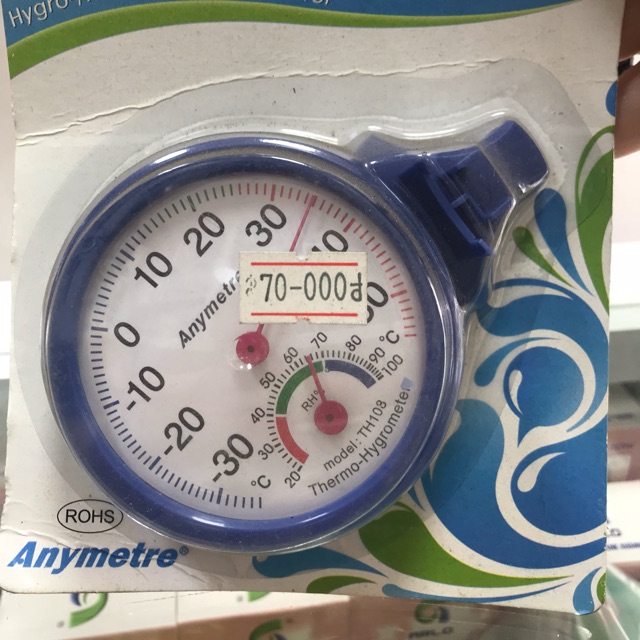 Hygro
ROHS
Anymetre®
Anymetre
-30
-20
-10
0
10
20
30
°C
°C
70-000
20
30
40
50
60
70
80
90
100
RH%
model: TH108
Thermo-Hygrometer